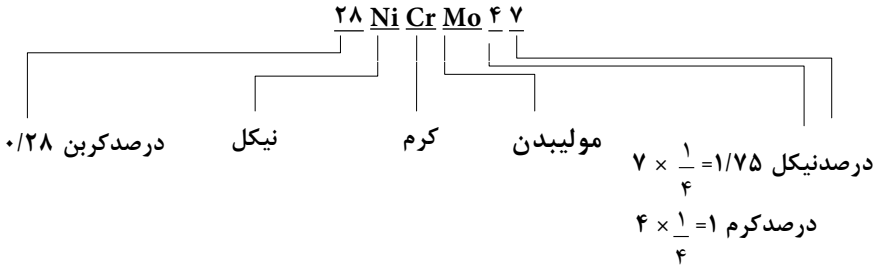 ۲۸ Ni Cr Mo ۴ ۷
درصدکربن ۰/۲۸ نیکل کرم مولیبدن
درصدنیکل ۷ × ۱/۴ = ۱/۷۵
درصدکرم ۴ × ۱/۴ = ۱